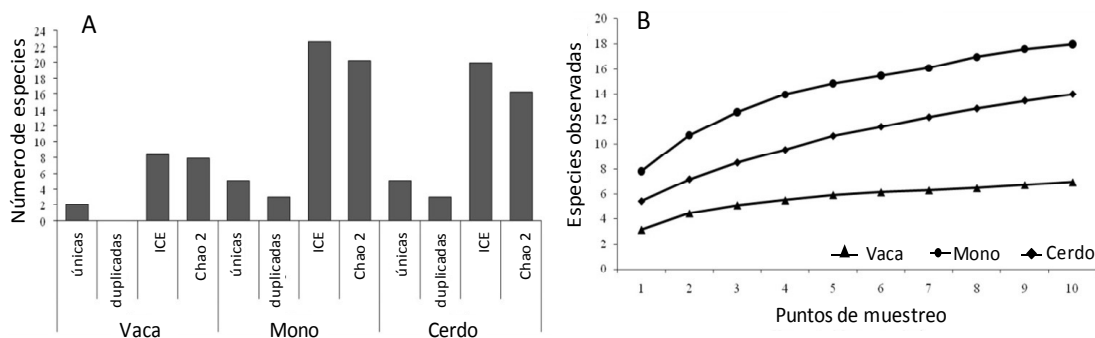 A
Número de especies
24
22
20
18
16
14
12
10
8
6
4
2
0
únicas
duplicadas
ICE
Chao 2
únicas
duplicadas
ICE
Chao 2
únicas
duplicadas
ICE
Chao 2
Vaca Mono Cerdo
B
Especies observadas
20
18
16
14
12
10
8
6
4
2
0
Vaca Mono Cerdo
1 2 3 4 5 6 7 8 9 10
Puntos de muestreo